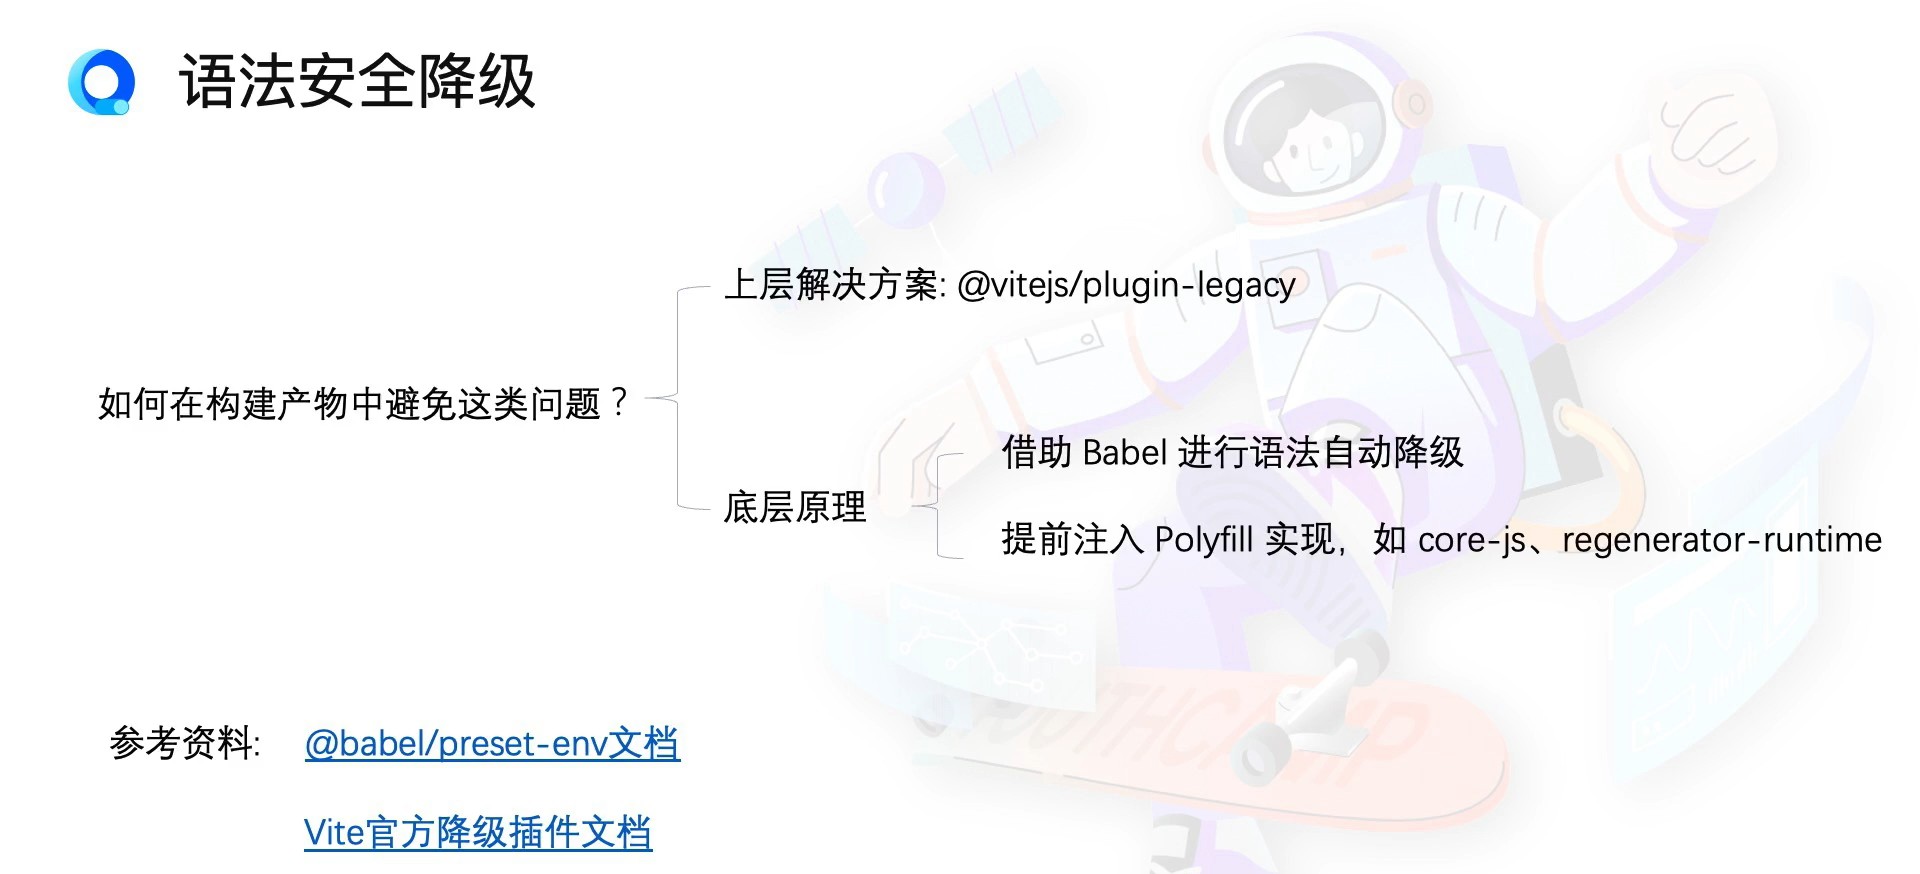 语法安全降级
上层解决方案: @vitejs/plugin-legacy
如何在构建产物中避免这类问题？
借助 Babel 进行语法自动降级
底层原理
提前注入 Polyfill 实现，如 core-js、regenerator-runtime
参考资料: @babel/preset-env文档
Vite官方降级插件文档